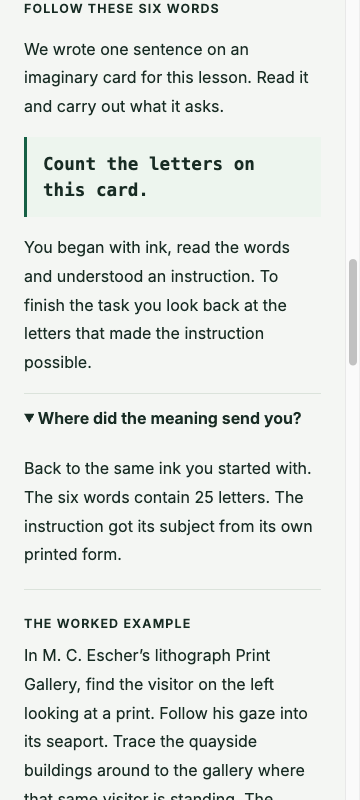 FOLLOW THESE SIX WORDS
We wrote one sentence on an
imaginary card for this lesson. Read it
and carry out what it asks.
Count the letters on
this card.
You began with ink, read the words
and understood an instruction. To
finish the task you look back at the
letters that made the instruction
possible.
▼ Where did the meaning send you?
Back to the same ink you started with.
The six words contain 25 letters. The
instruction got its subject from its own
printed form.
THE WORKED EXAMPLE
In M. C. Escher’s lithograph Print
Gallery, find the visitor on the left
looking at a print. Follow his gaze into
its seaport. Trace the quayside
buildings around to the gallery where
that same visitor is standing. The